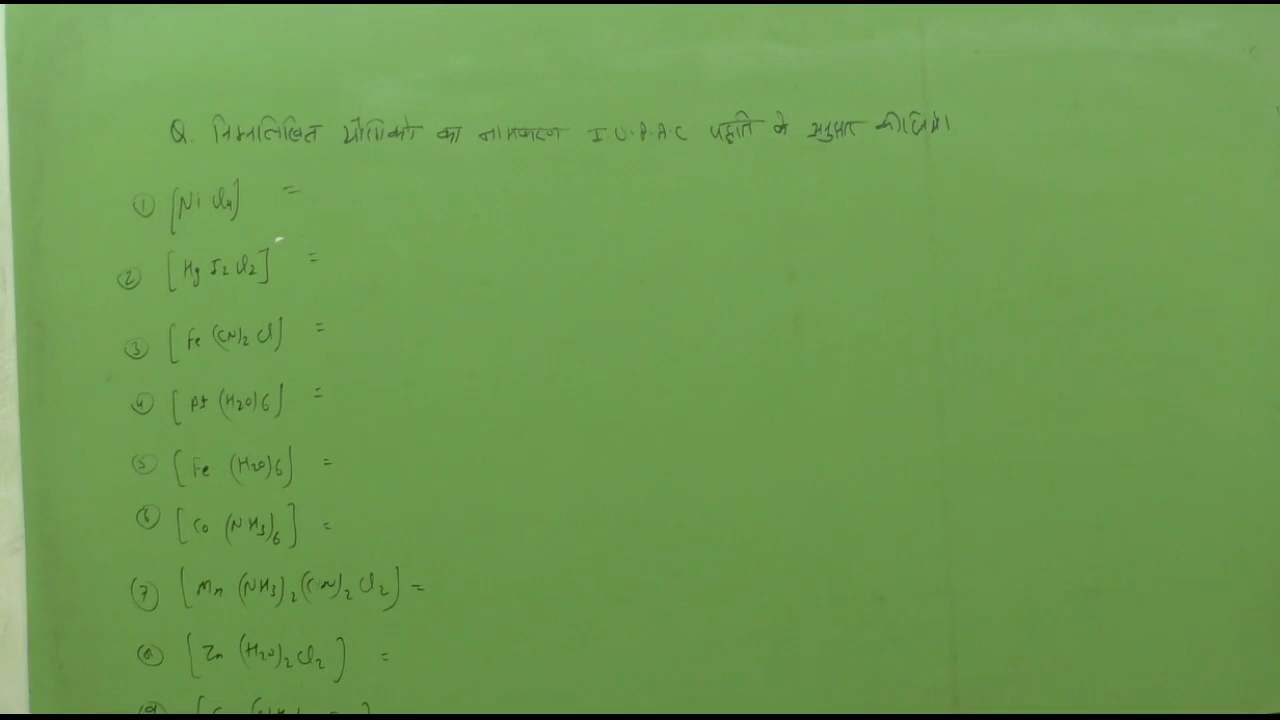 Q. निम्नलिखित यौगिको का नामकरण I.U.P.A.C पद्दति के अनुसार कीजिये।
① [Ni Cl4] =
② [Hg I2 Cl2] =
③ [Fe (CN)2 Cl] =
④ [Pt (H2O)6] =
⑤ [Fe (H2O)6] =
⑥ [Co (NH3)6] =
⑦ [Mn (NH3)2 (CN)2 Cl2] =
⑧ [Zn (H2O)2 Cl2] =